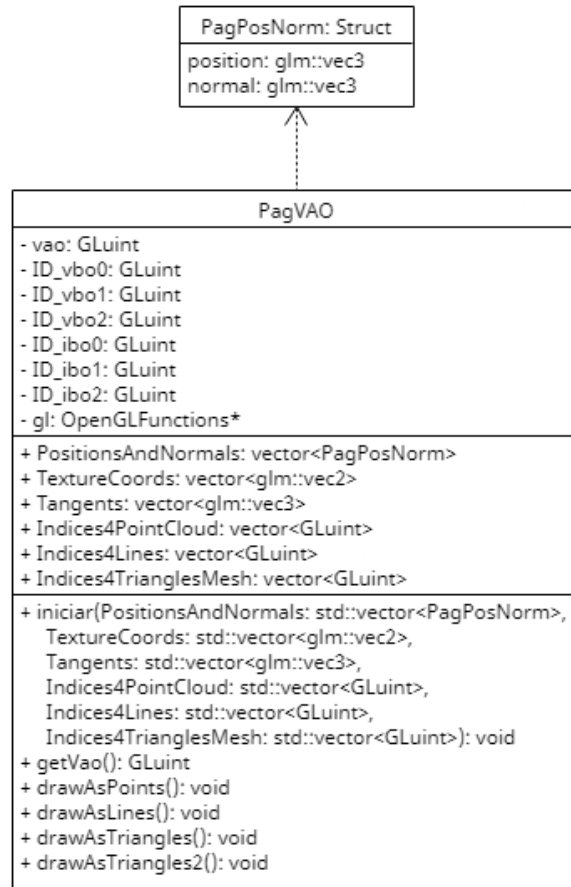 PagPosNorm: Struct
position: glm::vec3
normal: glm::vec3
PagVAO
- vao: GLuint
- ID_vbo0: GLuint
- ID_vbo1: GLuint
- ID_vbo2: GLuint
- ID_ibo0: GLuint
- ID_ibo1: GLuint
- ID_ibo2: GLuint
- gl: OpenGLFunctions*
+ PositionsAndNormals: vector<PagPosNorm>
+ TextureCoords: vector<glm::vec2>
+ Tangents: vector<glm::vec3>
+ Indices4PointCloud: vector<GLuint>
+ Indices4Lines: vector<GLuint>
+ Indices4TrianglesMesh: vector<GLuint>
+ iniciar(PositionsAndNormals: std::vector<PagPosNorm>,
TextureCoords: std::vector<glm::vec2>,
Tangents: std::vector<glm::vec3>,
Indices4PointCloud: std::vector<GLuint>,
Indices4Lines: std::vector<GLuint>,
Indices4TrianglesMesh: std::vector<GLuint>): void
+ getVao(): GLuint
+ drawAsPoints(): void
+ drawAsLines(): void
+ drawAsTriangles(): void
+ drawAsTriangles2(): void